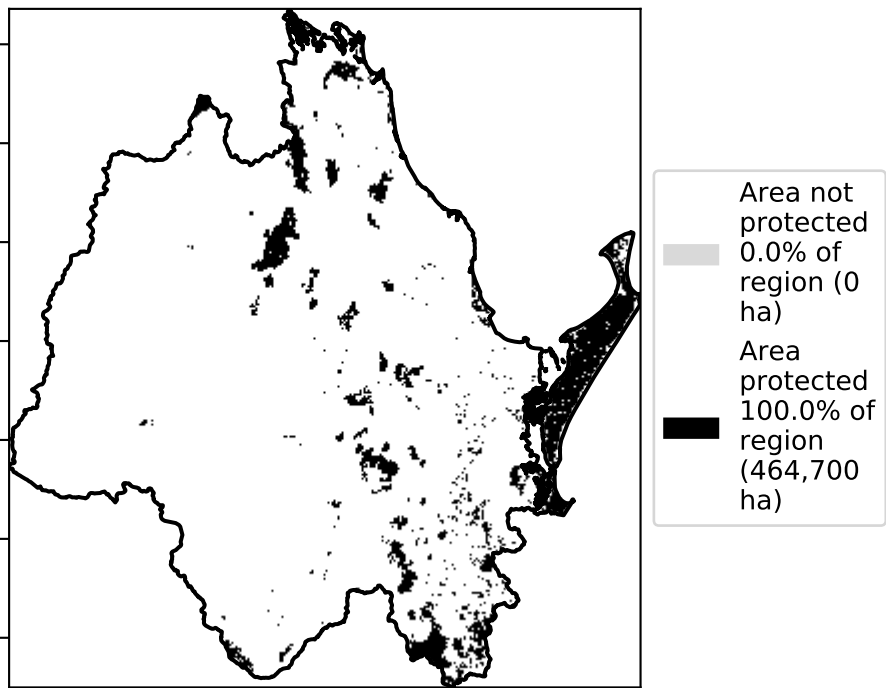 Area not
protected
0.0% of
region (0
ha)
Area
protected
100.0% of
region
(464,700
ha)